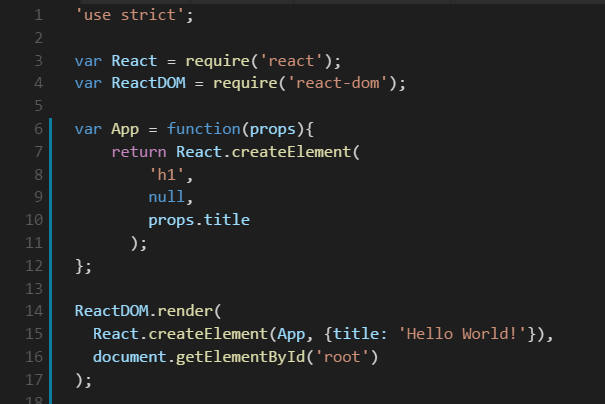 1 'use strict';
2
3 var React = require('react');
4 var ReactDOM = require('react-dom');
5
6 var App = function(props){
7     return React.createElement(
8         'h1',
9         null,
10         props.title
11       );
12 };
13
14 ReactDOM.render(
15   React.createElement(App, {title: 'Hello World!'}),
16   document.getElementById('root')
17 );
18